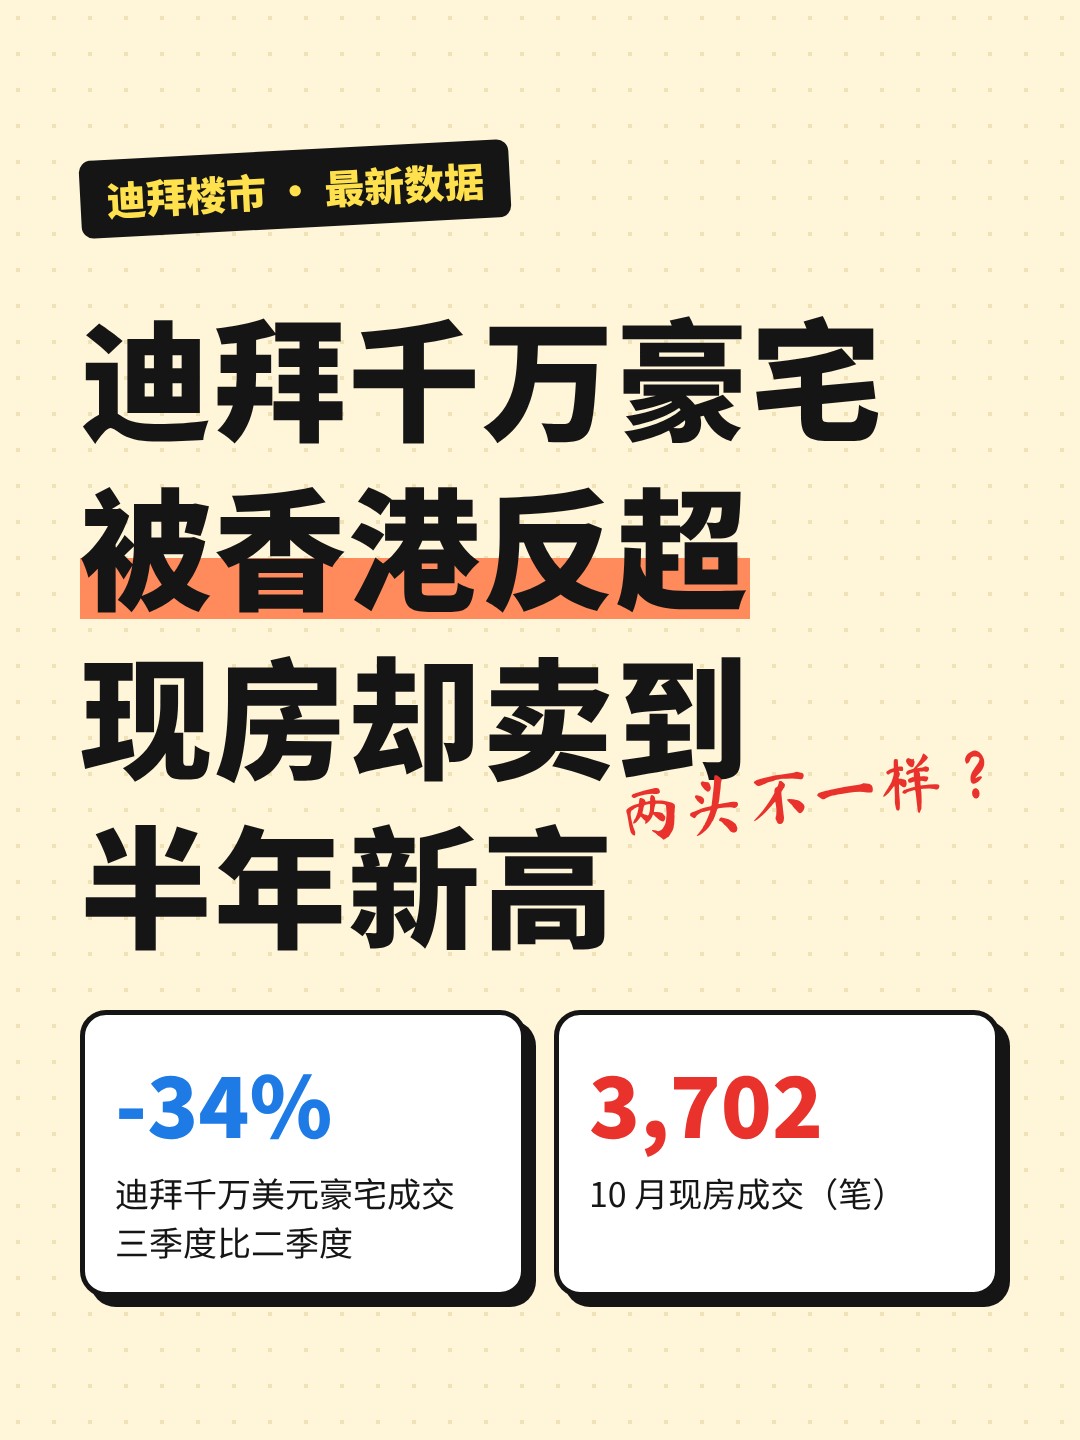 迪拜楼市 · 最新数据
迪拜千万豪宅
被香港反超
现房却卖到
半年新高
两头不一样？
-34%
迪拜千万美元豪宅成交
三季度比二季度
3,702
10 月现房成交（笔）